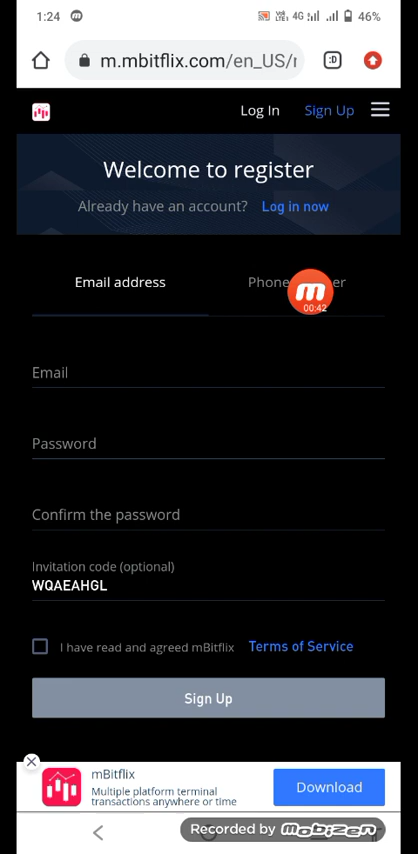 1:24 4G 46%
m.mbitflix.com/en_US/r
:D
Log In Sign Up
Welcome to register
Already have an account? Log in now
Email address Phone er
00:42
Email
Password
Confirm the password
Invitation code (optional)
WQAEAHGL
I have read and agreed mBitflix Terms of Service
Sign Up
mBitflix
Multiple platform terminal
transactions anywhere or time
Download
Recorded by mobizen